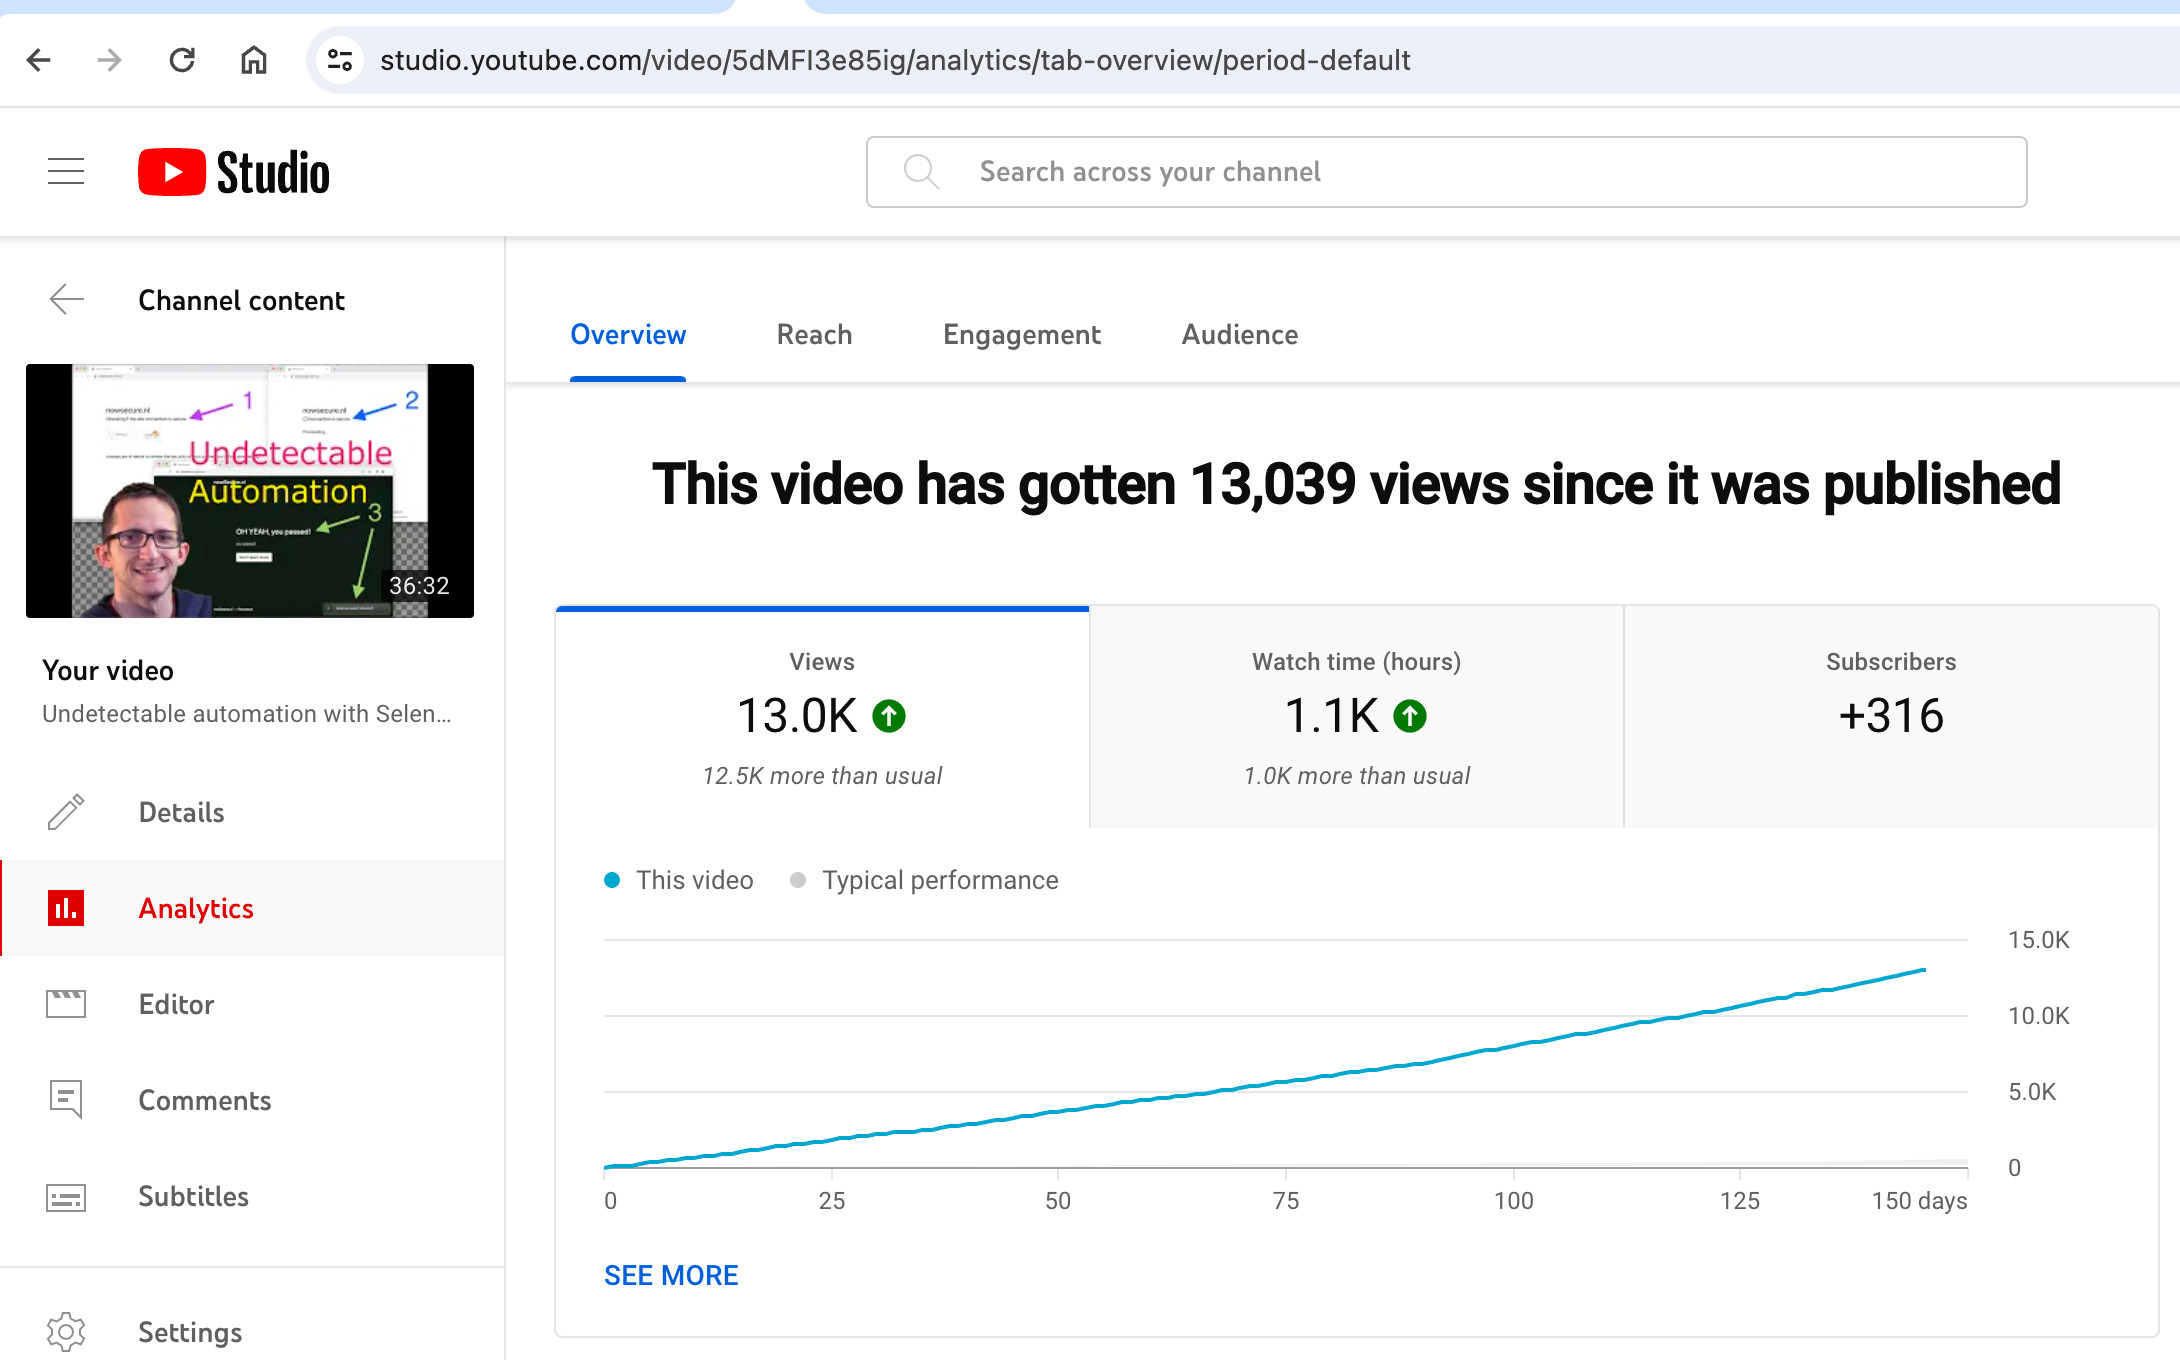 studio.youtube.com/video/5dMFI3e85ig/analytics/tab-overview/period-default
Studio
Search across your channel
Channel content
nowsecure.nl
1
nowsecure.nl
2
Undetectable
Automation
3
OH YEAH, you passed!
36:32
Your video
Undetectable automation with Selen...
Details
Analytics
Editor
Comments
Subtitles
Settings
Overview Reach Engagement Audience
This video has gotten 13,039 views since it was published
Views
13.0K
12.5K more than usual
Watch time (hours)
1.1K
1.0K more than usual
Subscribers
+316
This video Typical performance
15.0K
10.0K
5.0K
0
0 25 50 75 100 125 150 days
SEE MORE